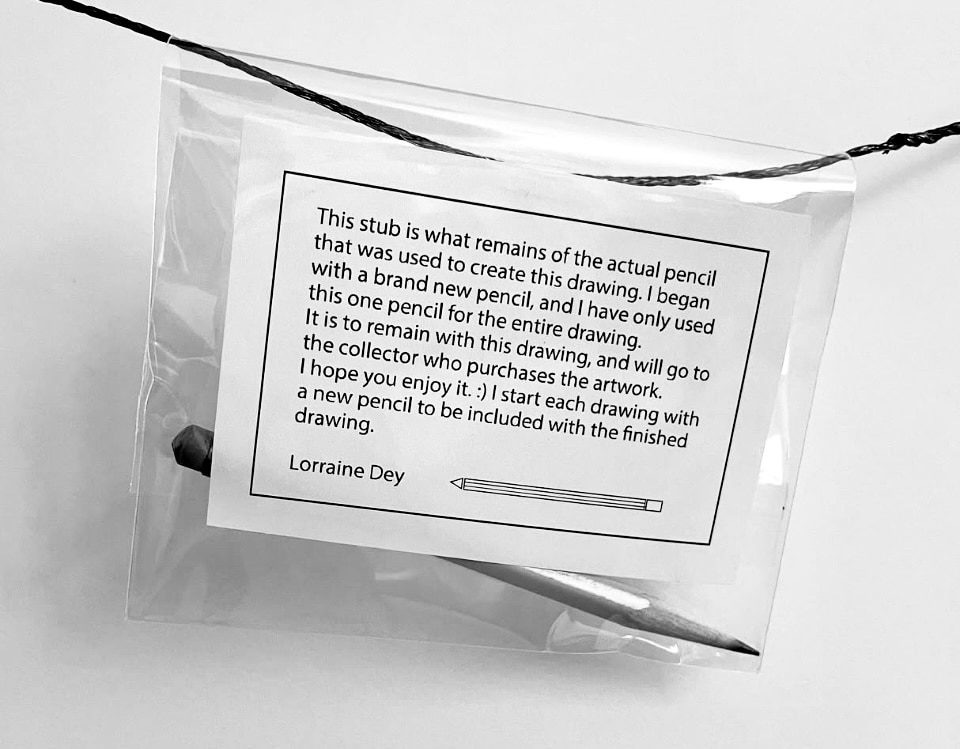 This stub is what remains of the actual pencil
that was used to create this drawing. I began
with a brand new pencil, and I have only used
this one pencil for the entire drawing.
It is to remain with this drawing, and will go to
the collector who purchases the artwork.
I hope you enjoy it. :) I start each drawing with
a new pencil to be included with the finished
drawing.
Lorraine Dey